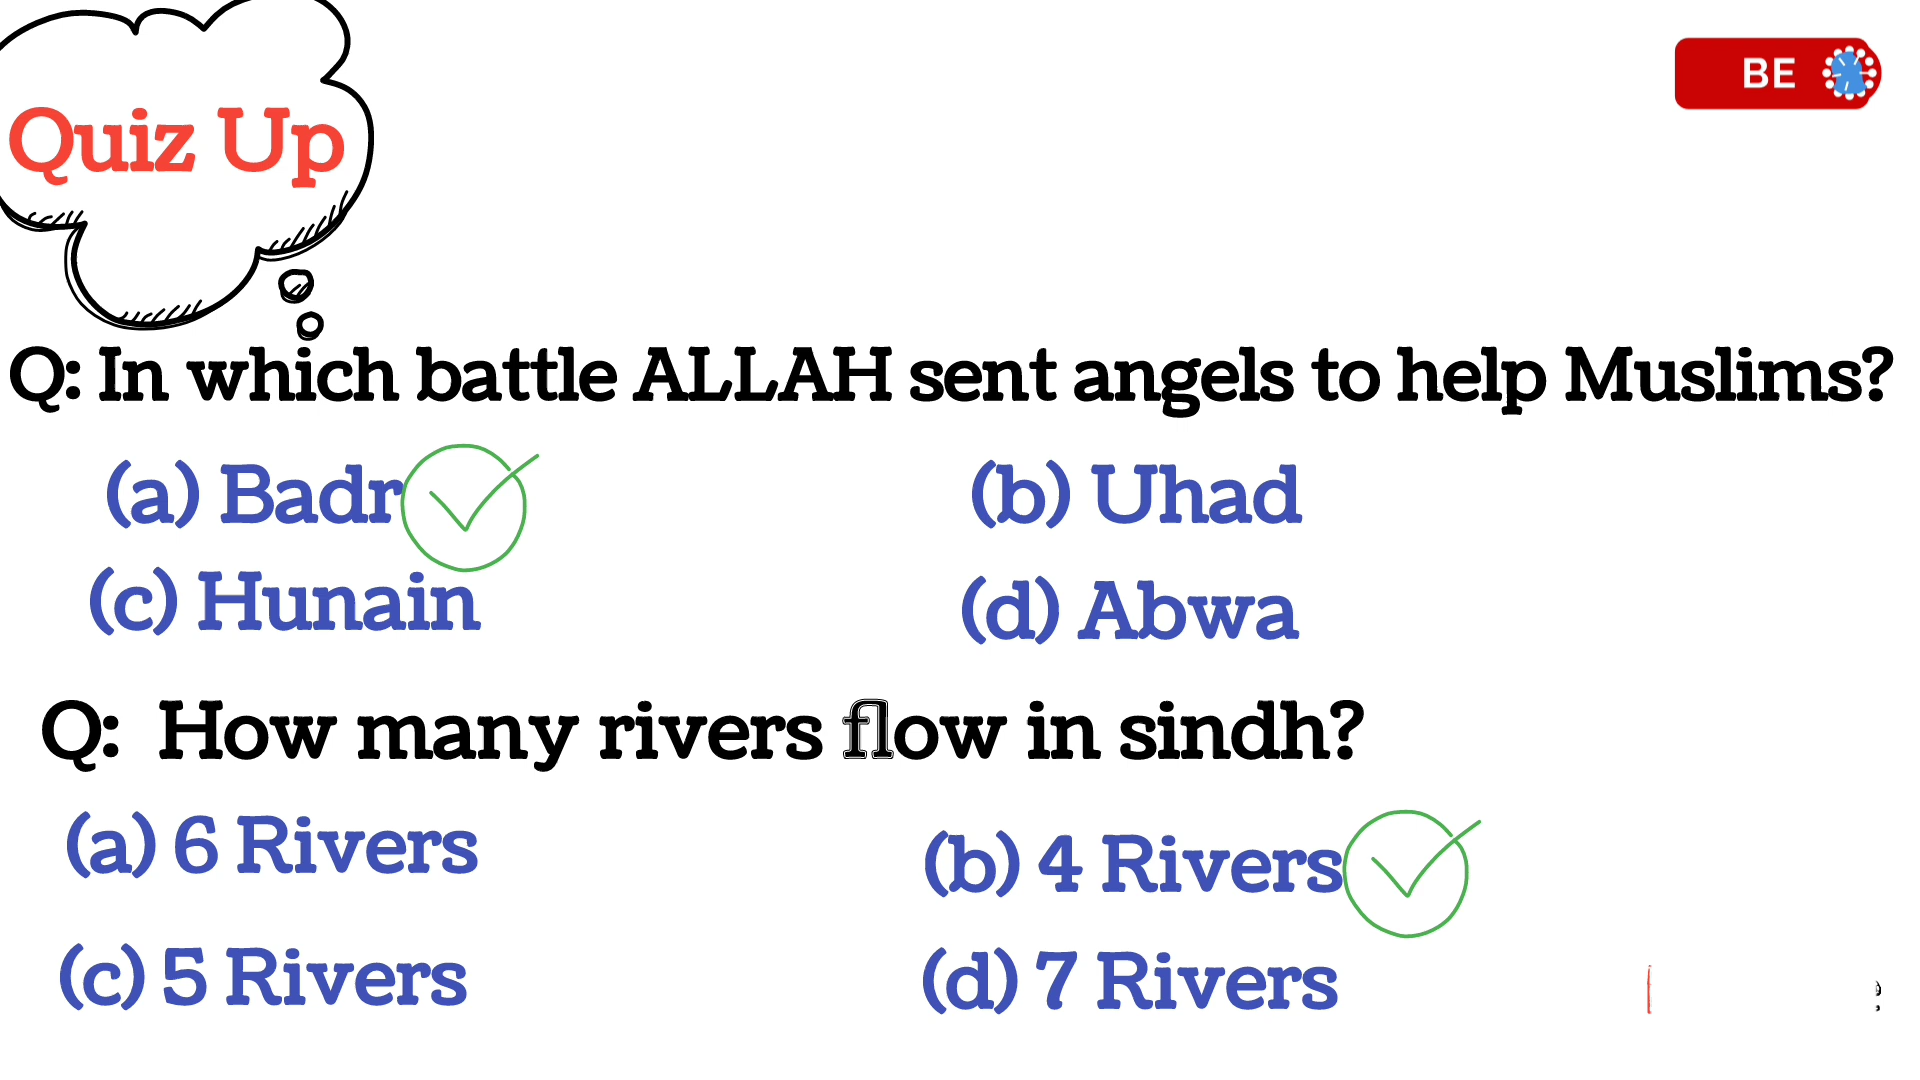 Quiz Up
BE
Q: In which battle ALLAH sent angels to help Muslims?
(a) Badr
(b) Uhad
(c) Hunain
(d) Abwa
Q: How many rivers flow in sindh?
(a) 6 Rivers
(b) 4 Rivers
(c) 5 Rivers
(d) 7 Rivers